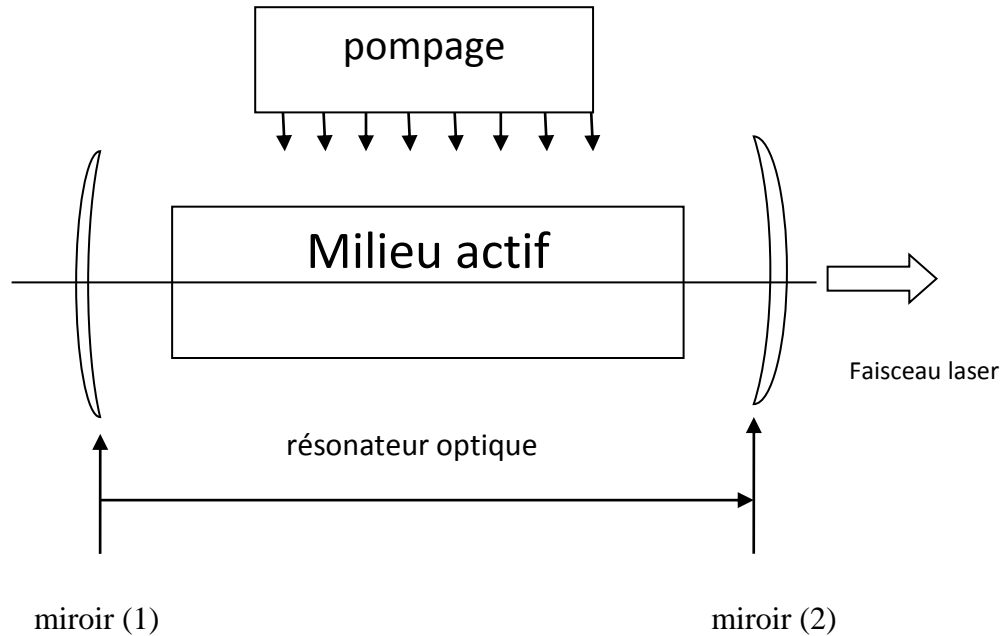 pompage
Milieu actif
Faisceau laser
résonateur optique
miroir (1)
miroir (2)